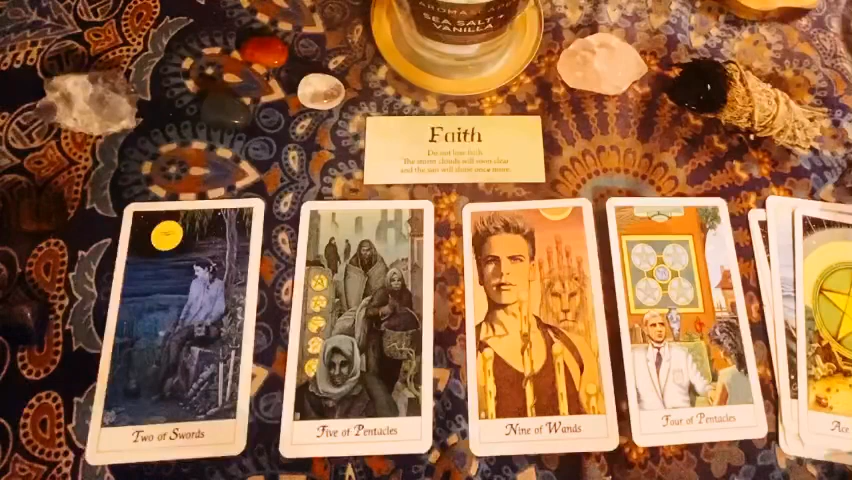 AROMASCAPE
SEA SALT +
VANILLA
Faith
Do not lose faith.
The storm clouds will soon clear
and the sun will shine once more.
Two of Swords
Five of Pentacles
Nine of Wands
Four of Pentacles
Ace